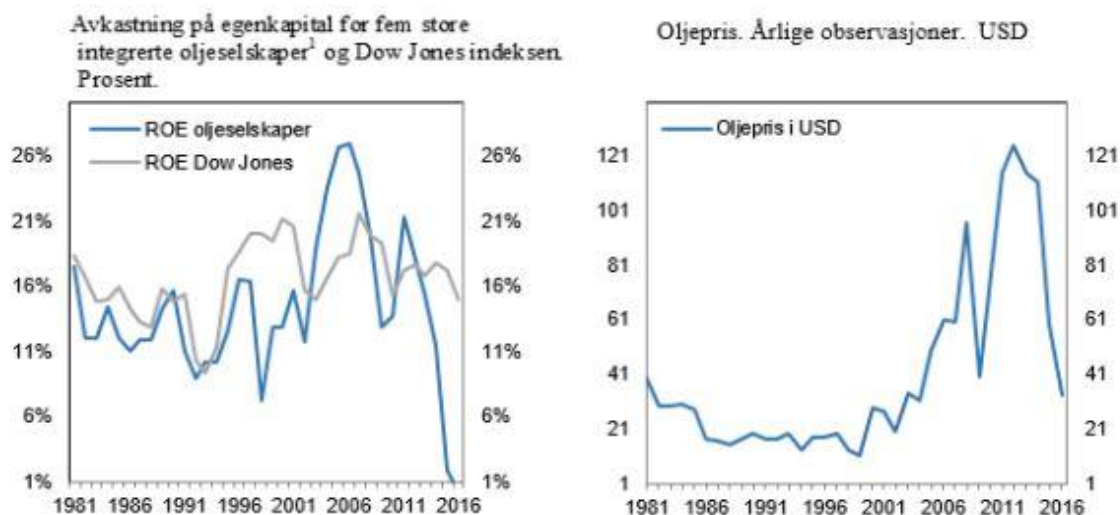 Avkastning på egenkapital for fem store
integrerte oljeselskaper¹ og Dow Jones indeksen.
Prosent.
ROE oljeselskaper
ROE Dow Jones
26%
21%
16%
11%
6%
1%
26%
21%
16%
11%
6%
1%
1981 1986 1991 1996 2001 2006 2011 2016
Oljepris. Årlige observasjoner. USD
Oljepris i USD
121
101
81
61
41
21
1
121
101
81
61
41
21
1
1981 1986 1991 1996 2001 2006 2011 2016